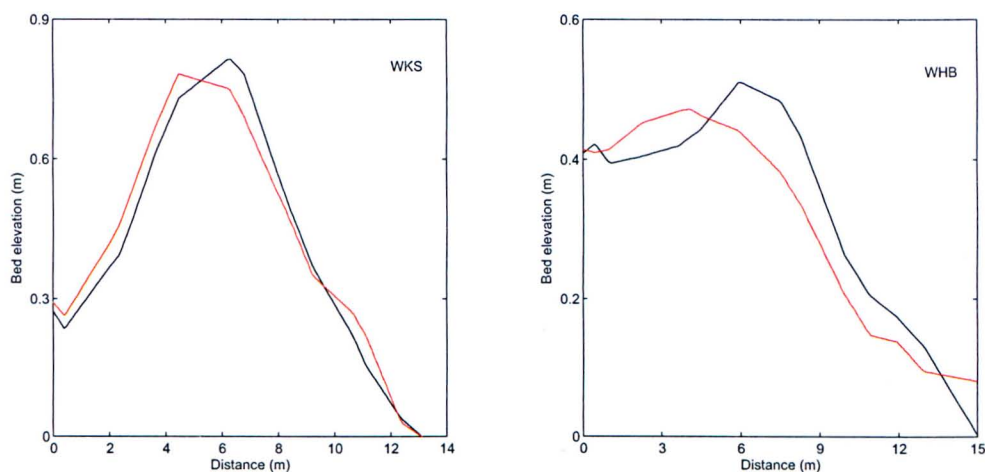 0.9
0.6
0.3
0
Bed elevation (m)
WKS
0 2 4 6 8 10 12 14
Distance (m)
0.6
0.4
0.2
0
Bed elevation (m)
WHB
0 3 6 9 12 15
Distance (m)